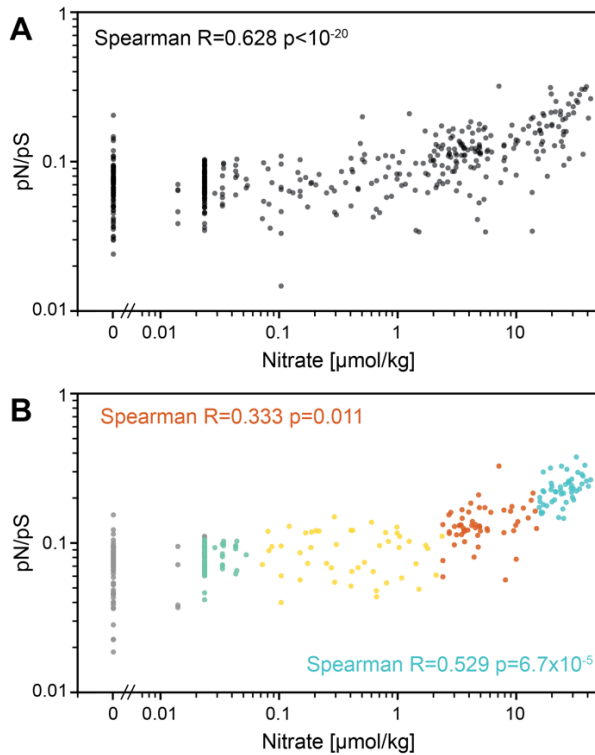 A
Spearman R=0.628 p<10⁻²⁰
1
0.1
0.01
pN/pS
0 // 0.01 0.1 1 10
Nitrate [µmol/kg]
B
Spearman R=0.333 p=0.011
1
0.1
0.01
pN/pS
Spearman R=0.529 p=6.7x10⁻⁵
0 // 0.01 0.1 1 10
Nitrate [µmol/kg]